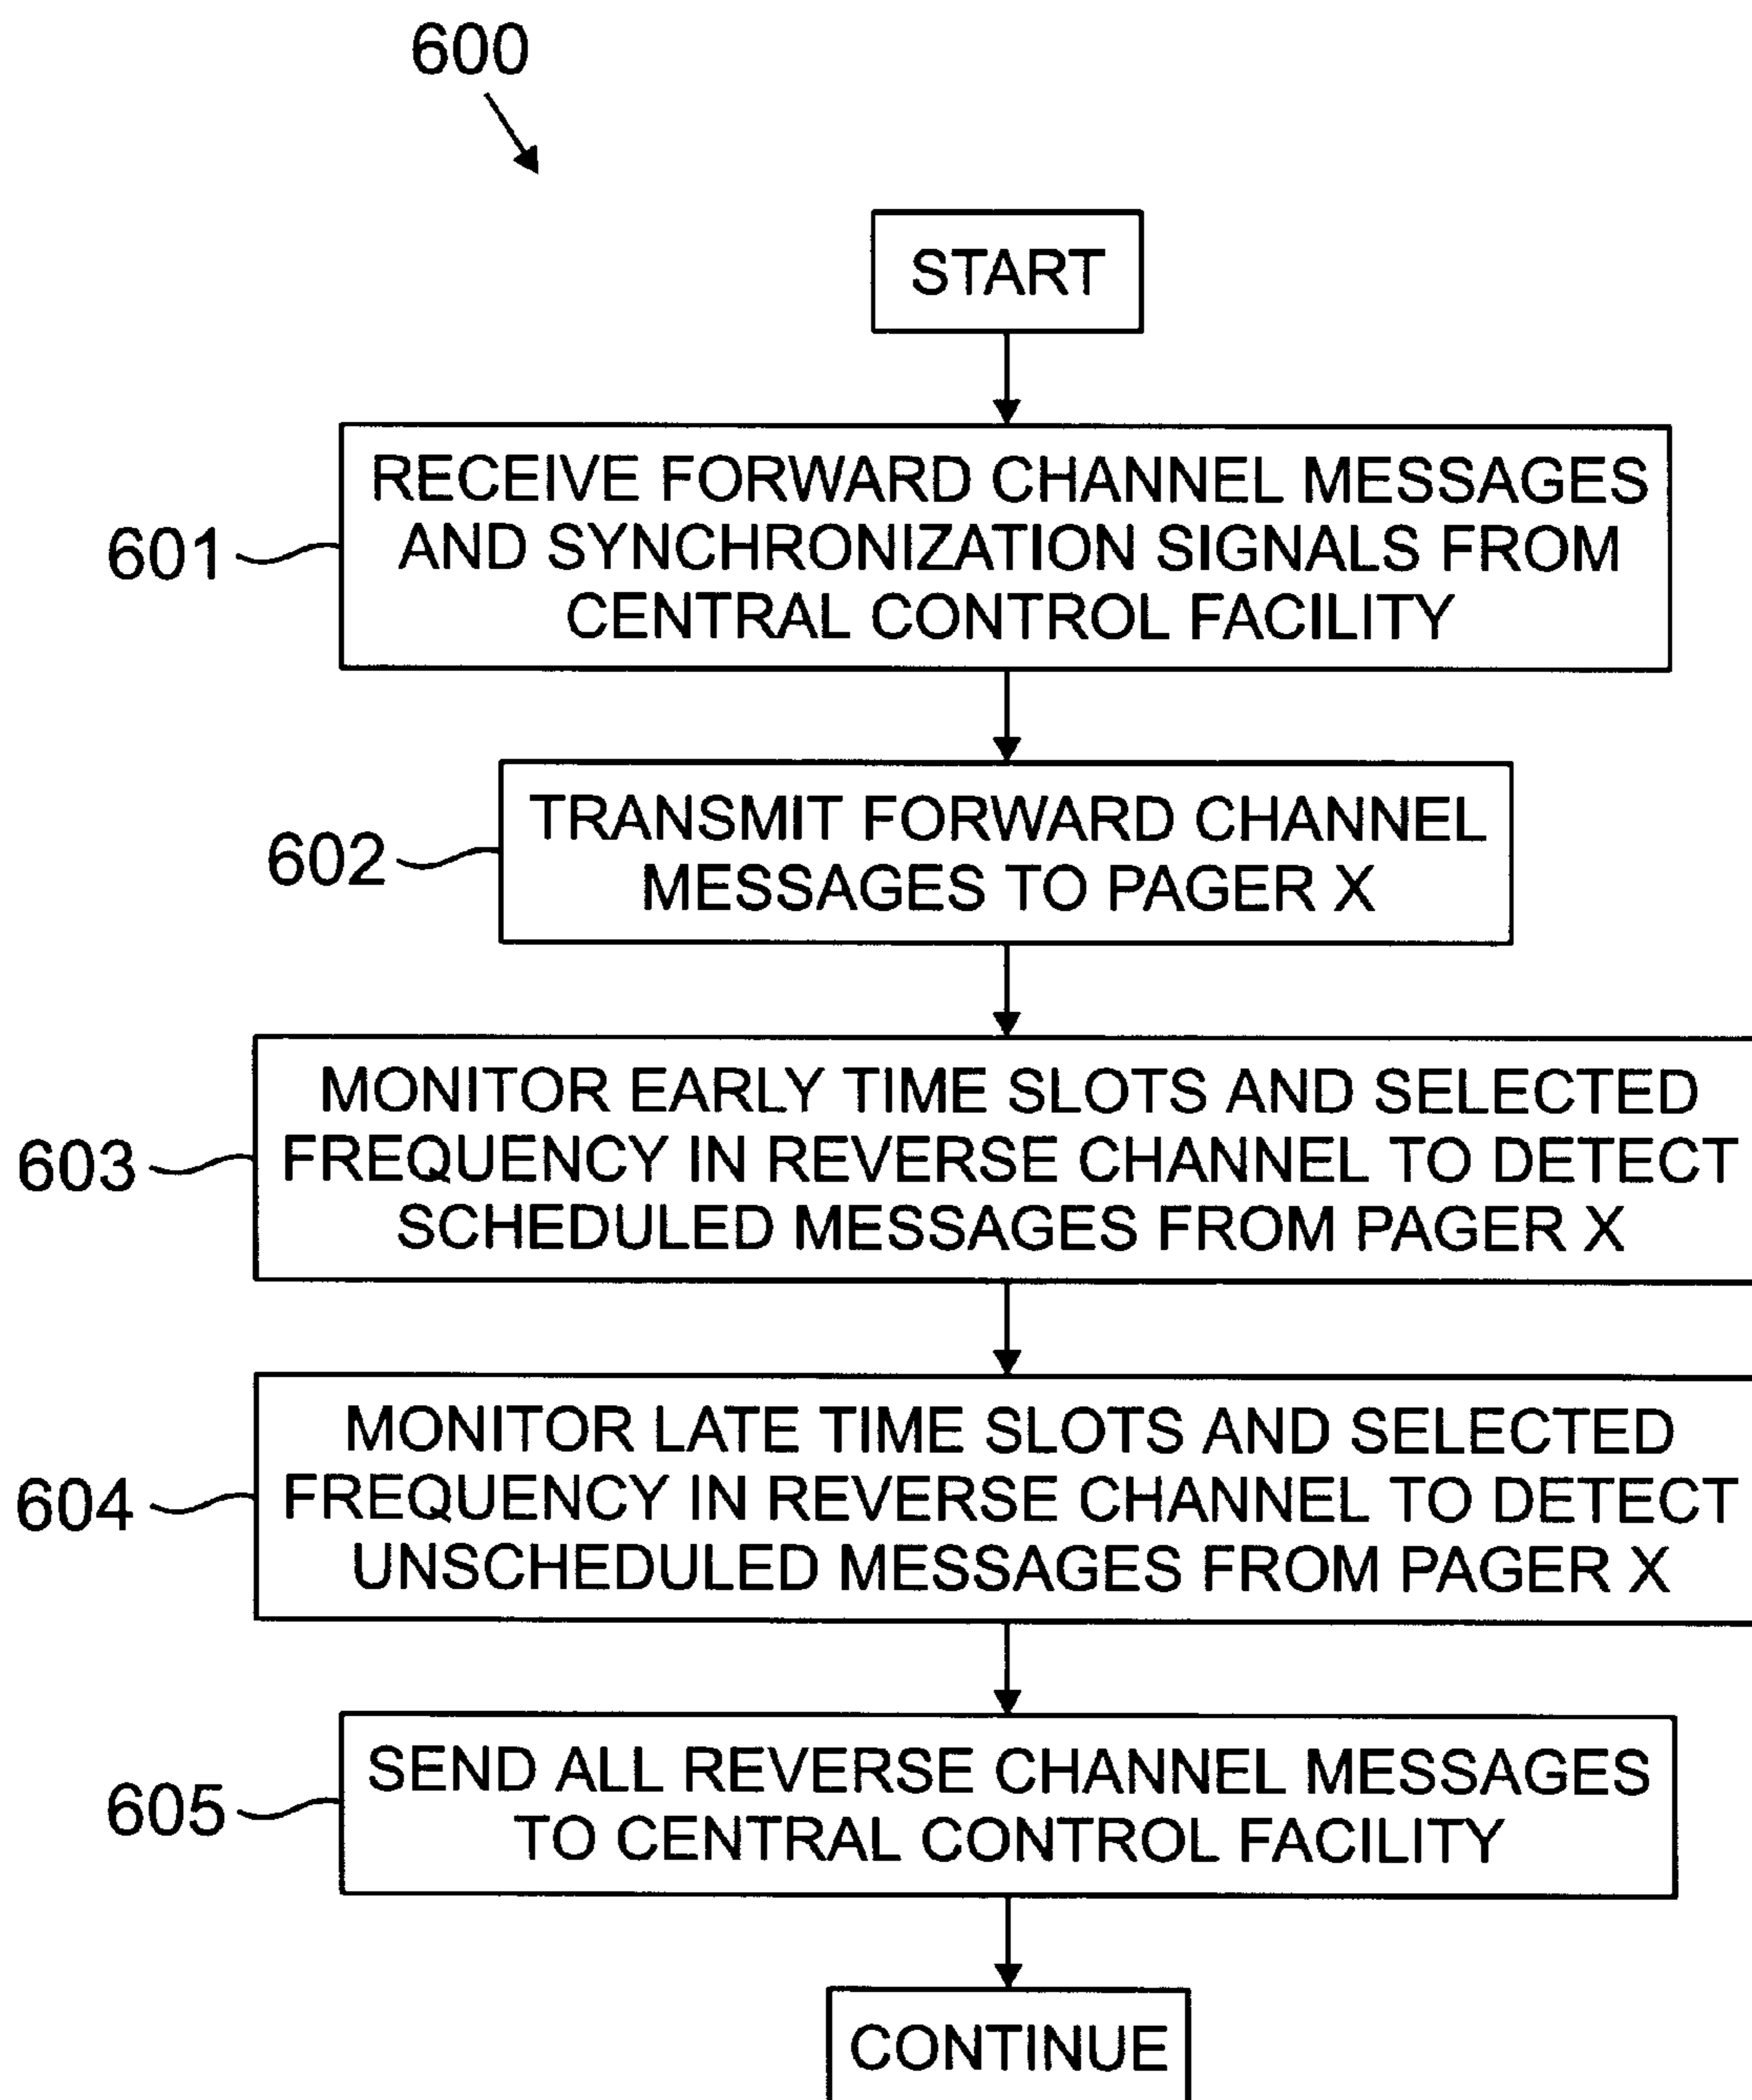 600
START
601
RECEIVE FORWARD CHANNEL MESSAGES
AND SYNCHRONIZATION SIGNALS FROM
CENTRAL CONTROL FACILITY
602
TRANSMIT FORWARD CHANNEL
MESSAGES TO PAGER X
603
MONITOR EARLY TIME SLOTS AND SELECTED
FREQUENCY IN REVERSE CHANNEL TO DETECT
SCHEDULED MESSAGES FROM PAGER X
604
MONITOR LATE TIME SLOTS AND SELECTED
FREQUENCY IN REVERSE CHANNEL TO DETECT
UNSCHEDULED MESSAGES FROM PAGER X
605
SEND ALL REVERSE CHANNEL MESSAGES
TO CENTRAL CONTROL FACILITY
CONTINUE